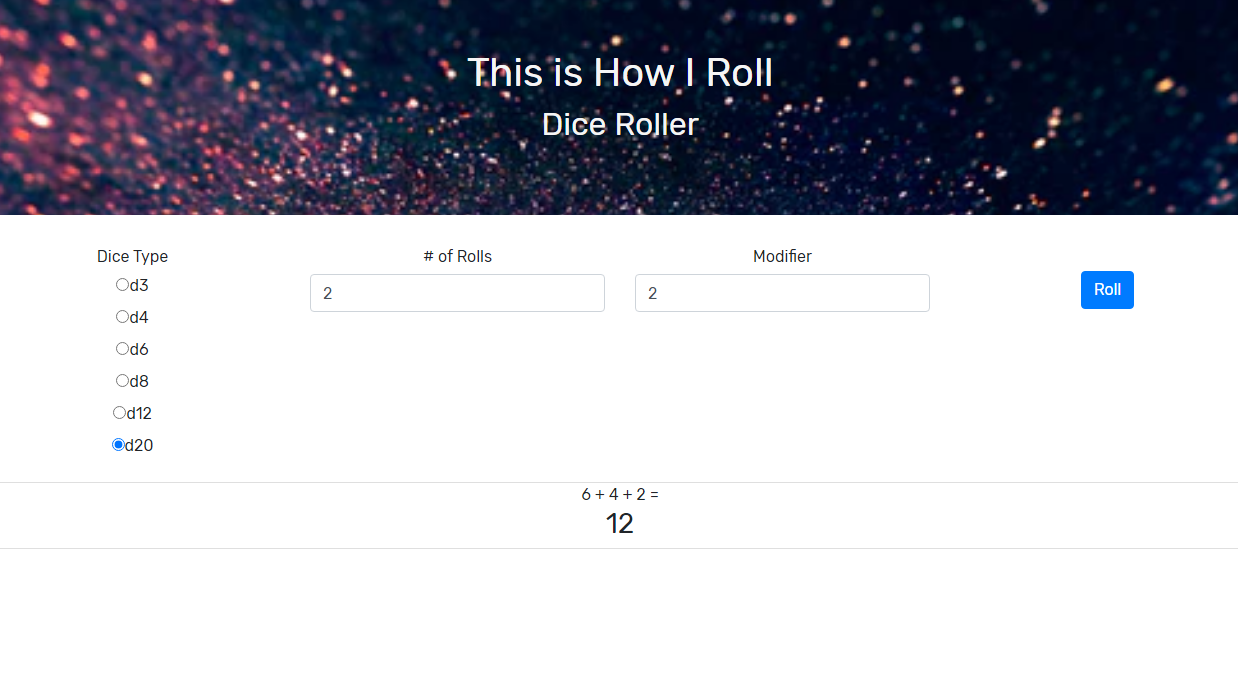 This is How I Roll
Dice Roller
Dice Type
d3
d4
d6
d8
d12
d20
# of Rolls
2
Modifier
2
Roll
6 + 4 + 2 =
12